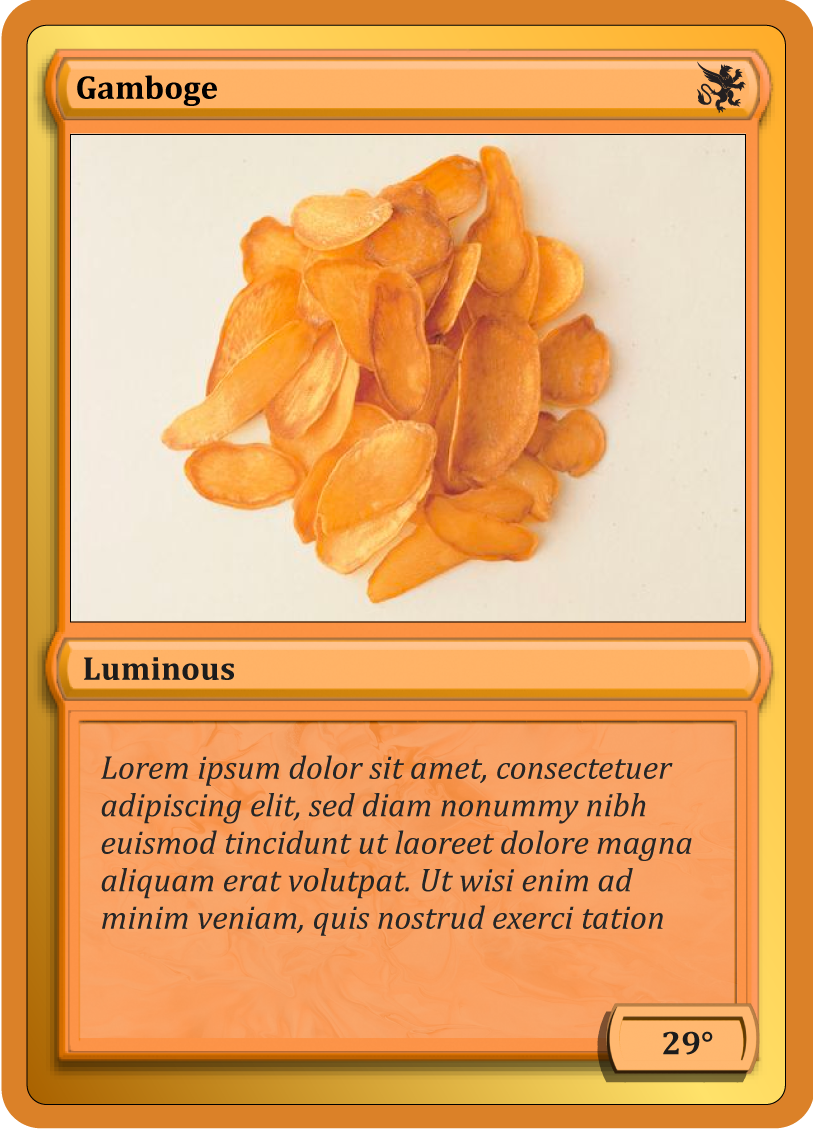 Gamboge
Luminous
Lorem ipsum dolor sit amet, consectetuer
adipiscing elit, sed diam nonummy nibh
euismod tincidunt ut laoreet dolore magna
aliquam erat volutpat. Ut wisi enim ad
minim veniam, quis nostrud exerci tation
29°